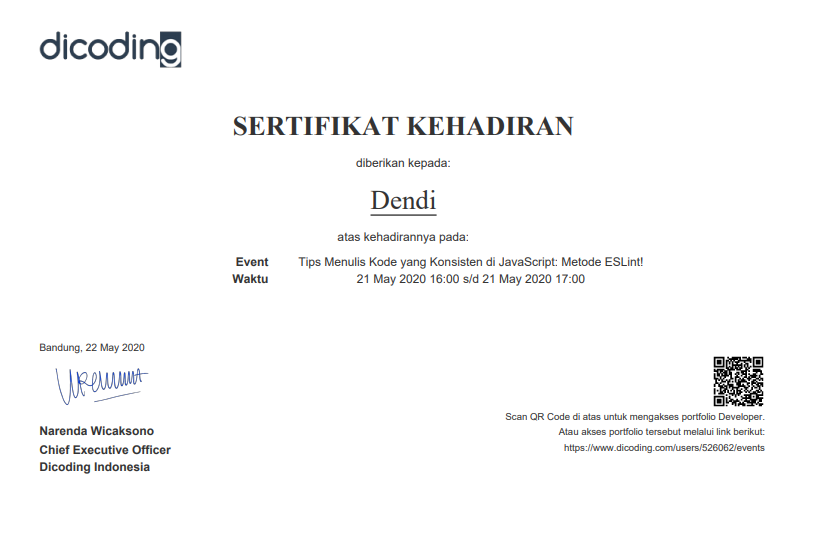 dicoding
SERTIFIKAT KEHADIRAN
diberikan kepada:
Dendi
atas kehadirannya pada:
Event Tips Menulis Kode yang Konsisten di JavaScript: Metode ESLint!
Waktu 21 May 2020 16:00 s/d 21 May 2020 17:00
Bandung, 22 May 2020
Narenda Wicaksono
Chief Executive Officer
Dicoding Indonesia
Scan QR Code di atas untuk mengakses portfolio Developer.
Atau akses portfolio tersebut melalui link berikut:
https://www.dicoding.com/users/526062/events